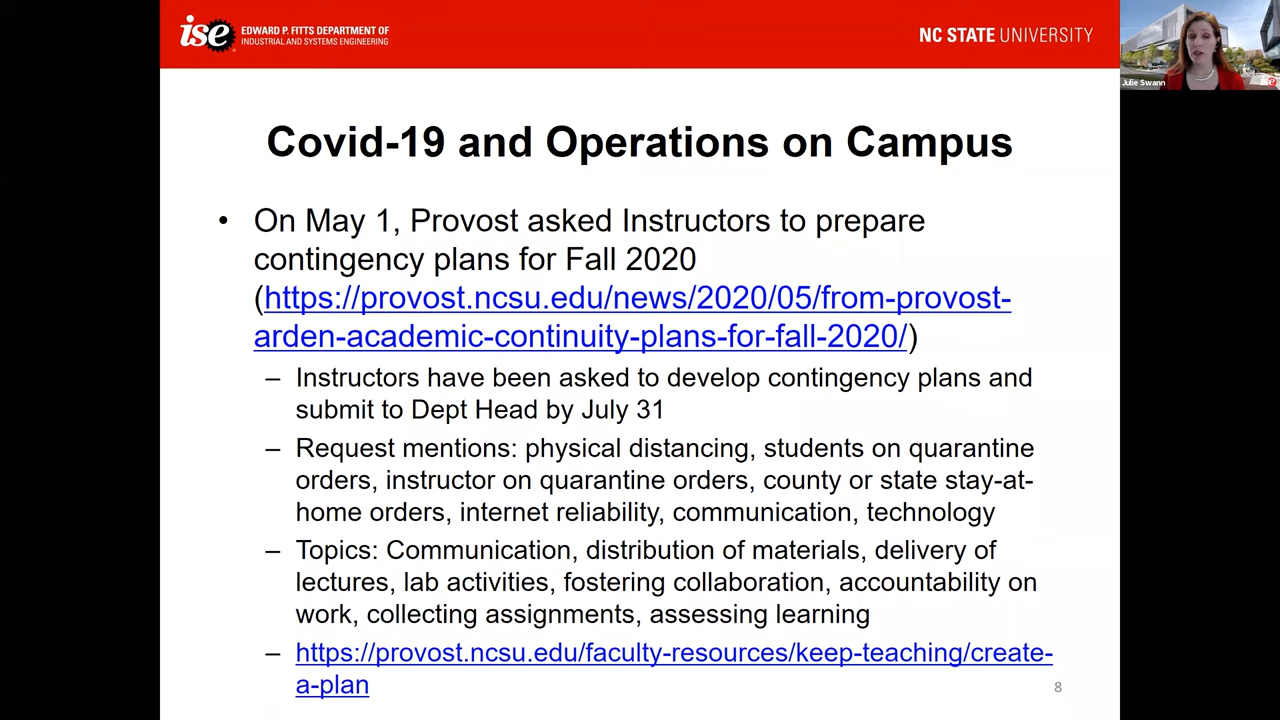 ise EDWARD P. FITTS DEPARTMENT OF
INDUSTRIAL AND SYSTEMS ENGINEERING
NC STATE UNIVERSITY
Julie Swann
ise
Covid-19 and Operations on Campus
• On May 1, Provost asked Instructors to prepare
contingency plans for Fall 2020
(https://provost.ncsu.edu/news/2020/05/from-provost-
arden-academic-continuity-plans-for-fall-2020/)
– Instructors have been asked to develop contingency plans and
submit to Dept Head by July 31
– Request mentions: physical distancing, students on quarantine
orders, instructor on quarantine orders, county or state stay-at-
home orders, internet reliability, communication, technology
– Topics: Communication, distribution of materials, delivery of
lectures, lab activities, fostering collaboration, accountability on
work, collecting assignments, assessing learning
– https://provost.ncsu.edu/faculty-resources/keep-teaching/create-
a-plan
8